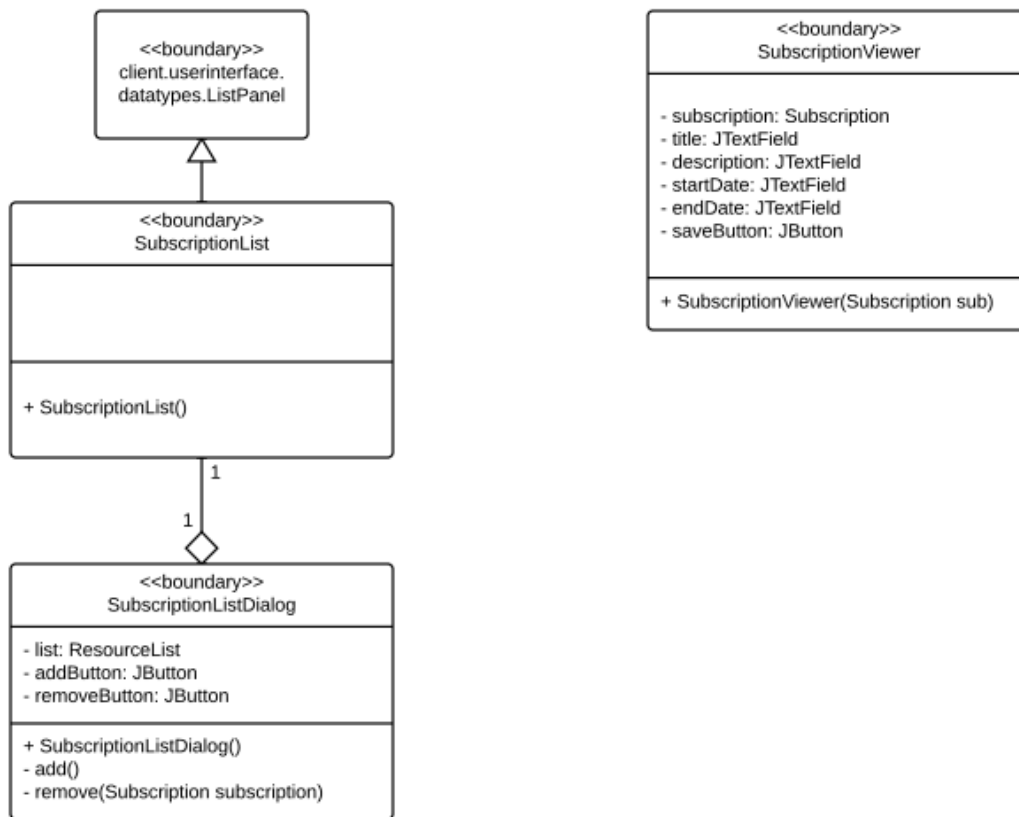 <<boundary>>
client.userinterface.
datatypes.ListPanel
<<boundary>>
SubscriptionList
+ SubscriptionList()
1
1
<<boundary>>
SubscriptionListDialog
- list: ResourceList
- addButton: JButton
- removeButton: JButton
+ SubscriptionListDialog()
- add()
- remove(Subscription subscription)
<<boundary>>
SubscriptionViewer
- subscription: Subscription
- title: JTextField
- description: JTextField
- startDate: JTextField
- endDate: JTextField
- saveButton: JButton
+ SubscriptionViewer(Subscription sub)